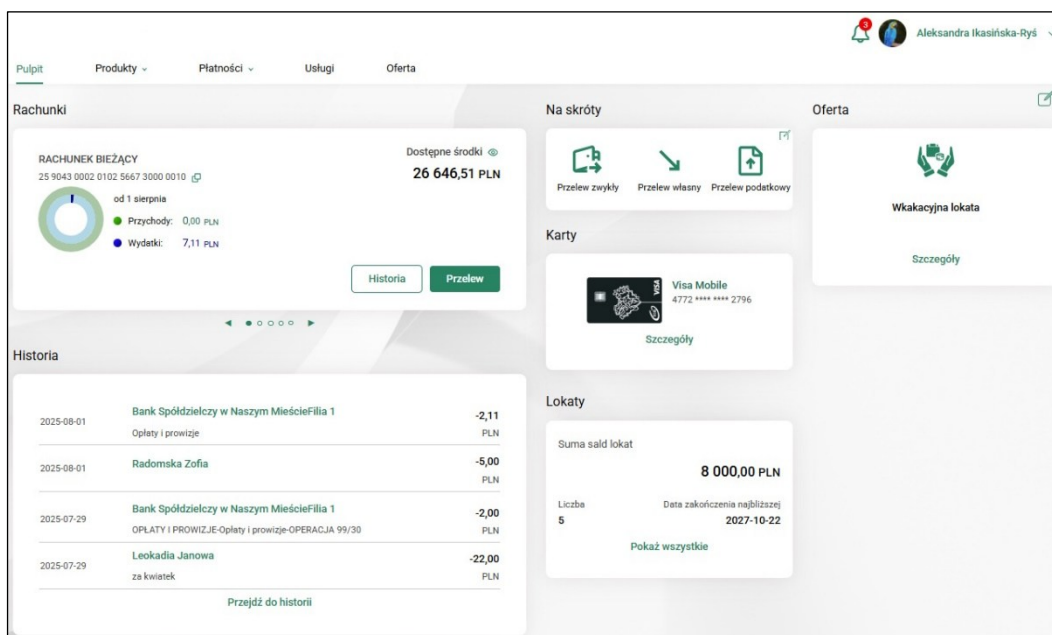 3
Aleksandra Ikasińska-Ryś
Pulpit
Produkty
Płatności
Usługi
Oferta
Rachunki
RACHUNEK BIEŻĄCY
25 9043 0002 0102 5667 3000 0010
Dostępne środki
26 646,51 PLN
od 1 sierpnia
Przychody: 0,00 PLN
Wydatki: 7,11 PLN
Historia
Przelew
Historia
2025-08-01
Bank Spółdzielczy w Naszym MieścieFilia 1
Opłaty i prowizje
-2,11
PLN
2025-08-01
Radomska Zofia
-5,00
PLN
2025-07-29
Bank Spółdzielczy w Naszym MieścieFilia 1
OPŁATY I PROWIZJE-Opłaty i prowizje-OPERACJA 99/30
-2,00
PLN
2025-07-29
Leokadia Janowa
za kwiatek
-22,00
PLN
Przejdź do historii
Na skróty
Przelew zwykły
Przelew własny
Przelew podatkowy
Karty
VISA
Visa Mobile
4772 **** **** 2796
Szczegóły
Lokaty
Suma sald lokat
8 000,00 PLN
Liczba
5
Data zakończenia najbliższej
2027-10-22
Pokaż wszystkie
Oferta
Wkakacyjna lokata
Szczegóły